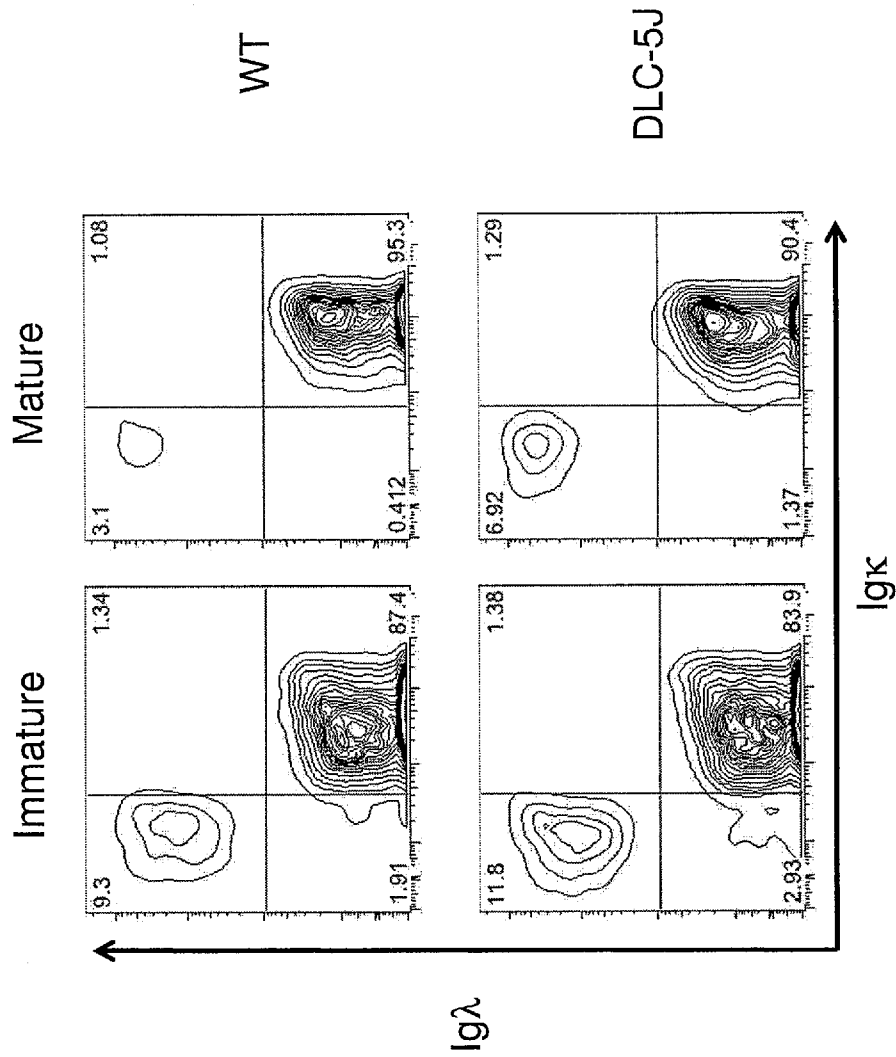 Immature
Mature
9.3
1.34
1.91
87.4
3.1
1.08
0.412
95.3
WT
11.8
1.38
2.93
83.9
6.92
1.29
1.37
90.4
DLC-5J
Igλ
Igκ